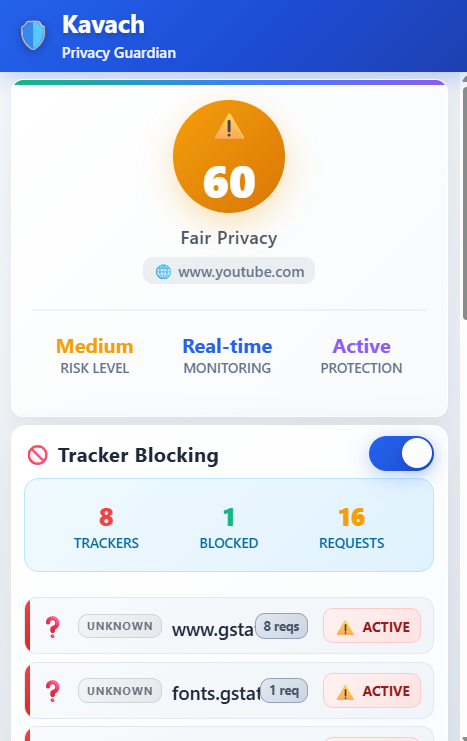 Kavach
Privacy Guardian
60
Fair Privacy
www.youtube.com
Medium Real-time Active
RISK LEVEL MONITORING PROTECTION
Tracker Blocking
8 1 16
TRACKERS BLOCKED REQUESTS
UNKNOWN www.gsta 8 reqs ACTIVE
UNKNOWN fonts.gstat 1 req ACTIVE